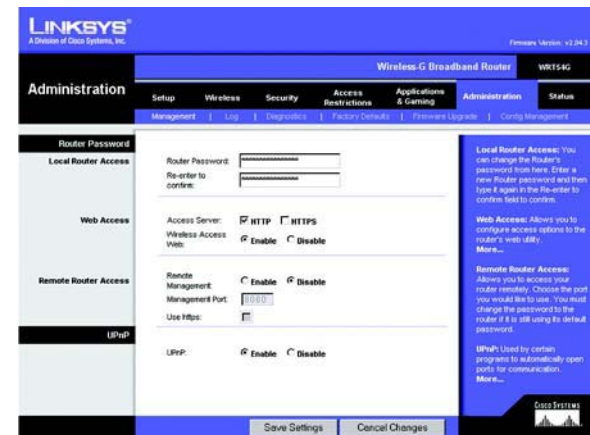 LINKSYS®
A Division of Cisco Systems, Inc.
Firmware Version: v2.04.3
Wireless-G Broadband Router WRT54G
Administration
Setup Wireless Security Access Restrictions Applications & Gaming Administration Status
Management | Log | Diagnostics | Factory Defaults | Firmware Upgrade | Config Management
Router Password
Local Router Access
Router Password:
Re-enter to
confirm:
Web Access
Access Server: HTTP HTTPS
Wireless Access
Web: Enable Disable
Remote Router Access
Remote
Management: Enable Disable
Management Port: 8080
Use https:
UPnP
UPnP: Enable Disable
Save Settings Cancel Changes
Local Router Access: You
can change the Router's
password from here. Enter a
new Router password and then
type it again in the Re-enter to
confirm field to confirm.
Web Access: Allows you to
configure access options to the
router's web utility.
More...
Remote Router Access:
Allows you to access your
router remotely. Choose the port
you would like to use. You must
change the password to the
router if it is still using its default
password.
UPnP: Used by certain
programs to automatically open
ports for communication.
More...
CISCO SYSTEMS